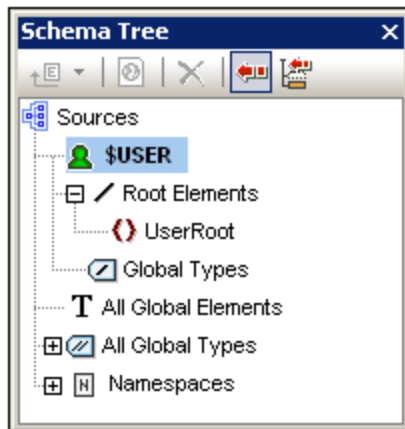 Schema Tree
Sources
$USER
Root Elements
UserRoot
Global Types
T All Global Elements
All Global Types
N Namespaces